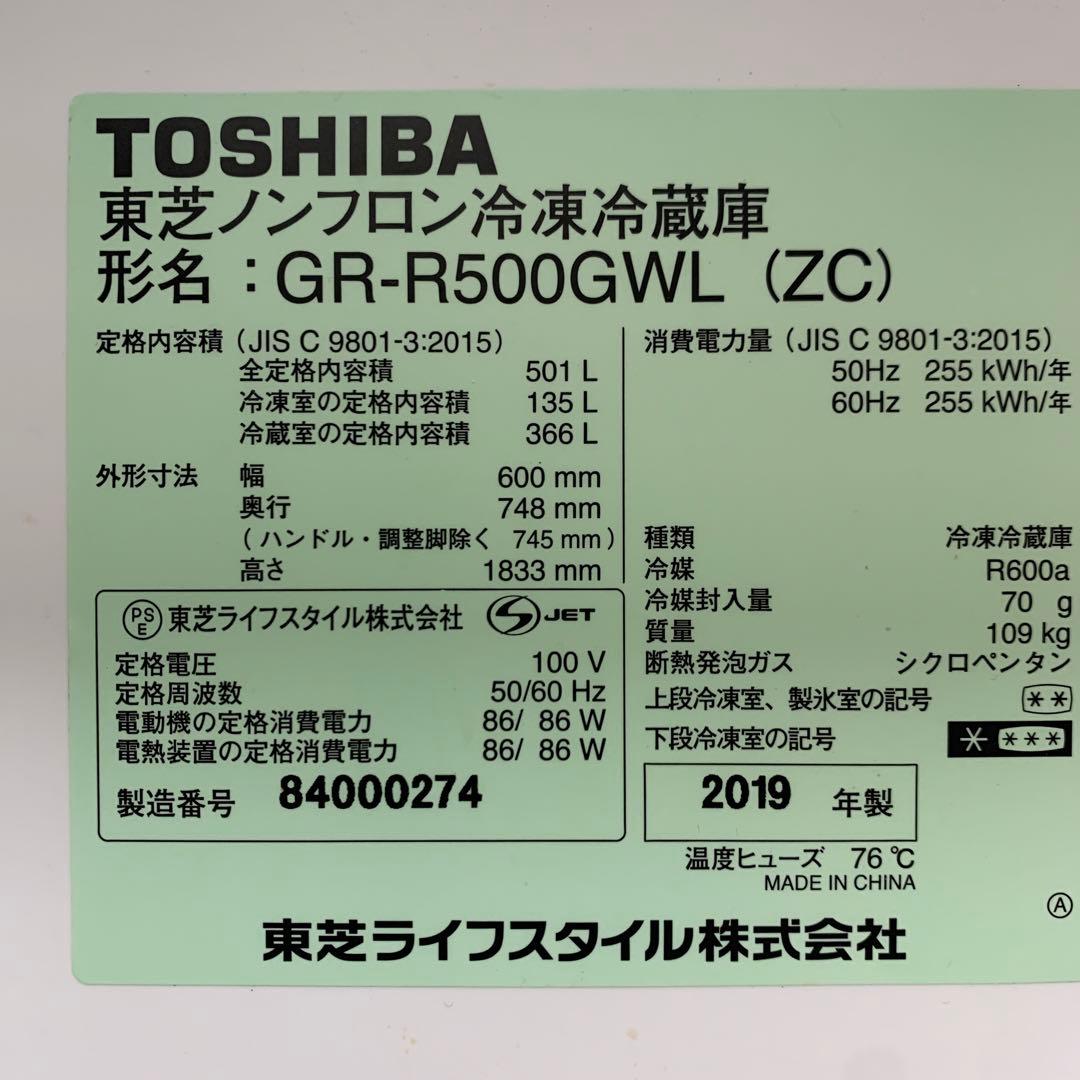 TOSHIBA
東芝ノンフロン冷凍冷蔵庫
形名：GR-R500GWL (ZC)
定格内容積（JIS C 9801-3:2015）
全定格内容積 501 L
冷凍室の定格内容積 135 L
冷蔵室の定格内容積 366 L
外形寸法 幅 600 mm
奥行 748 mm
（ハンドル・調整脚除く 745 mm）
高さ 1833 mm
消費電力量（JIS C 9801-3:2015）
50Hz 255 kWh/年
60Hz 255 kWh/年
種類 冷凍冷蔵庫
冷媒 R600a
冷媒封入量 70 g
質量 109 kg
断熱発泡ガス シクロペンタン
上段冷凍室、製氷室の記号 **
下段冷凍室の記号 * ***
PSE 東芝ライフスタイル株式会社 S JET
定格電圧 100 V
定格周波数 50/60 Hz
電動機の定格消費電力 86/ 86 W
電熱装置の定格消費電力 86/ 86 W
製造番号 84000274
2019 年製
温度ヒューズ 76 ℃
MADE IN CHINA
Ⓐ
東芝ライフスタイル株式会社